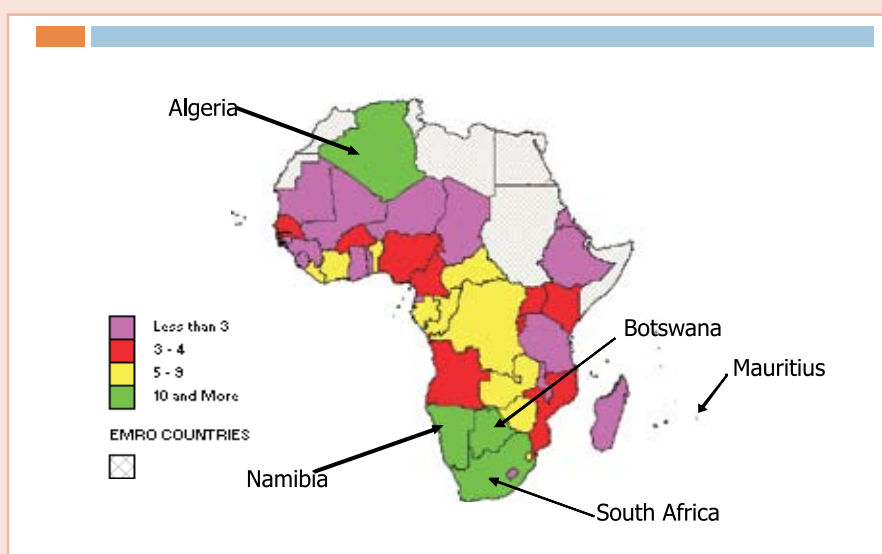 Algeria
Botswana
Mauritius
Namibia
South Africa
Less than 3
3 - 4
5 - 9
10 and More
EMRO COUNTRIES